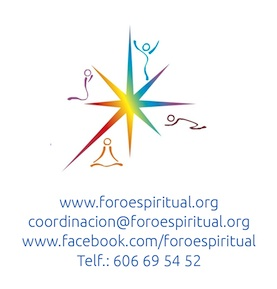 www.foroespiritual.org
coordinacion@foroespiritual.org
www.facebook.com/foroespiritual
Telf.: 606 69 54 52